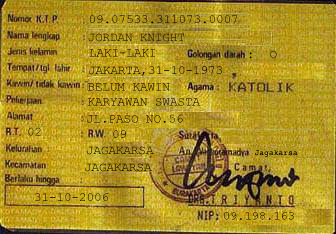 Nomor K.T.P. : 09.07533.311073.0007
Nama lengkap : JORDAN KNIGHT
Jenis kelamin : LAKI-LAKI Golongan darah : O
Tempat/tgl. lahir : JAKARTA,31-10-1973
Kawin/ tidak kawin : BELUM KAWIN Agama : KATOLIK
Pekerjaan : KARYAWAN SWASTA
Alamat : JL.PASO NO.56
R.T. 02 : R.W. 09 Surakarta,
Kelurahan : JAGAKARSA Jagakarsa
Kecamatan : JAGAKARSA Camat
Berlaku hingga
31-10-2006
TRIYANTO
NIP: 09.198.163